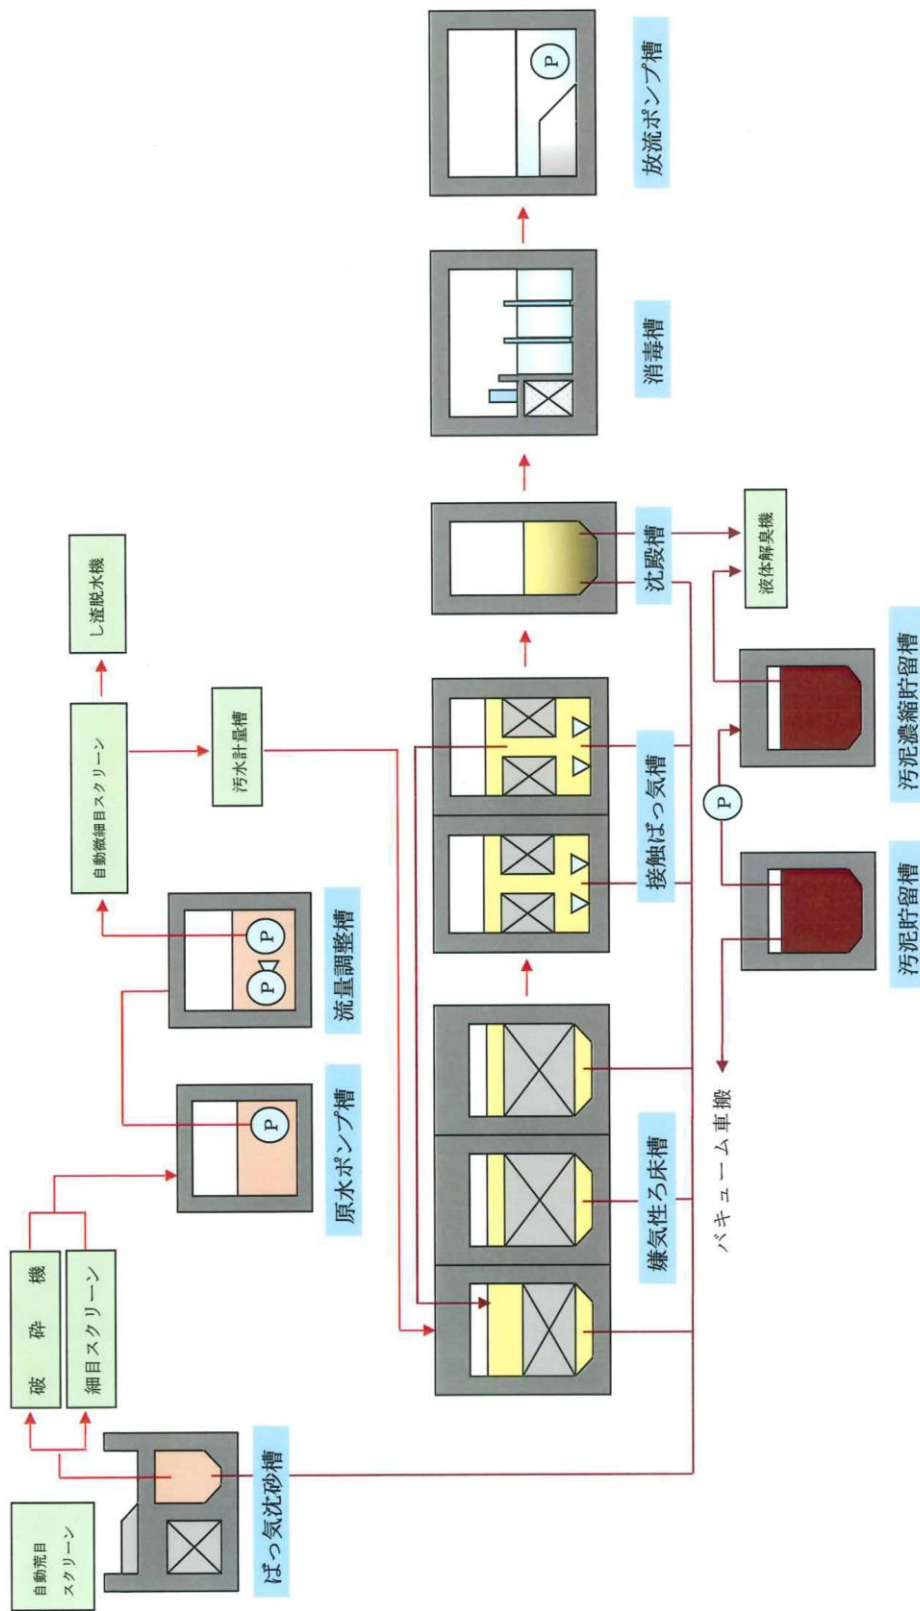 自動荒目
スクリーン
ばっ気沈砂槽
破砕機
細目スクリーン
原水ポンプ槽
P
流量調整槽
P
P
自動微細目スクリーン
し渣脱水機
汚水計量槽
嫌気性ろ床槽
接触ばっ気槽
沈殿槽
消毒槽
放流ポンプ槽
P
バキューム車搬
汚泥貯留槽
P
汚泥濃縮貯留槽
液体解臭機